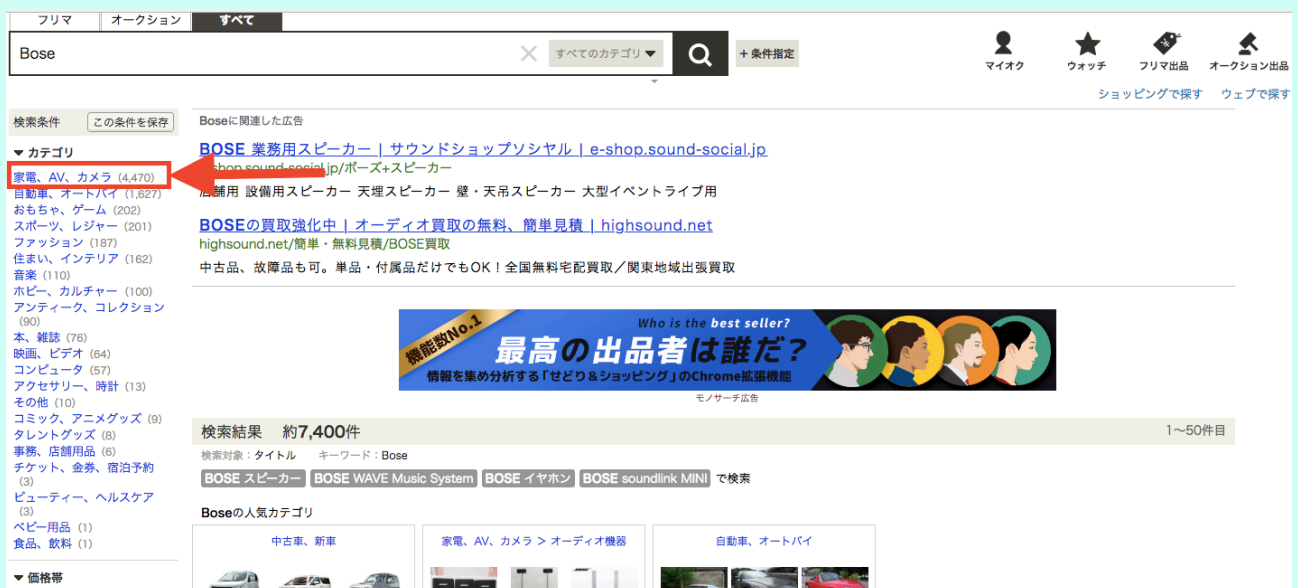 フリマ
オークション
すべて
Bose
すべてのカテゴリ
+条件指定
マイオク
ウォッチ
フリマ出品
オークション出品
ショッピングで探す
ウェブで探す
検索条件
この条件を保存
▼ カテゴリ
家電、AV、カメラ (4,470)
自動車、オートバイ (1,627)
おもちゃ、ゲーム (202)
スポーツ、レジャー (201)
ファッション (187)
住まい、インテリア (162)
音楽 (110)
ホビー、カルチャー (100)
アンティーク、コレクション
(90)
本、雑誌 (76)
映画、ビデオ (64)
コンピュータ (57)
アクセサリー、時計 (13)
その他 (10)
コミック、アニメグッズ (9)
タレントグッズ (8)
事務、店舗用品 (6)
チケット、金券、宿泊予約
(3)
ビューティー、ヘルスケア
(3)
ベビー用品 (1)
食品、飲料 (1)
▼ 価格帯
Boseに関連した広告
BOSE 業務用スピーカー | サウンドショップソシヤル | e-shop.sound-social.jp
shop.sound-social.jp/ボーズ+スピーカー
店舗用 設備用スピーカー 天埋スピーカー 壁・天吊スピーカー 大型イベントライブ用
BOSEの買取強化中 | オーディオ買取の無料、簡単見積 | highsound.net
highsound.net/簡単・無料見積/BOSE買取
中古品、故障品も可。単品・付属品だけでもOK!全国無料宅配買取/関東地域出張買取
機能数No.1
Who is the best seller?
最高の出品者は誰だ?
情報を集め分析する「せどり&ショッピング」のChrome拡張機能
モノサーチ広告
検索結果 約7,400件
1〜50件目
検索対象:タイトル キーワード:Bose
BOSE スピーカー BOSE WAVE Music System BOSE イヤホン BOSE soundlink MINI で検索
Boseの人気カテゴリ
中古車、新車
家電、AV、カメラ > オーディオ機器
自動車、オートバイ